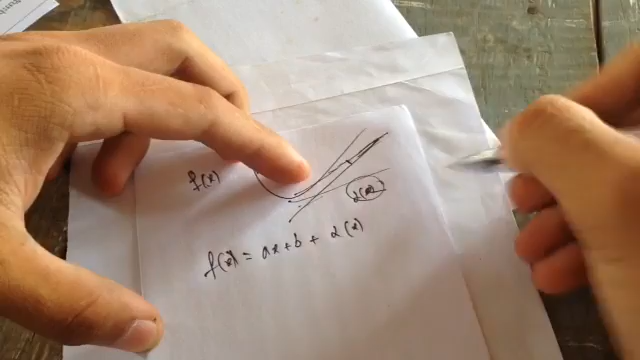 f(x)
α(x)
f(x) = ax + b + α(x)